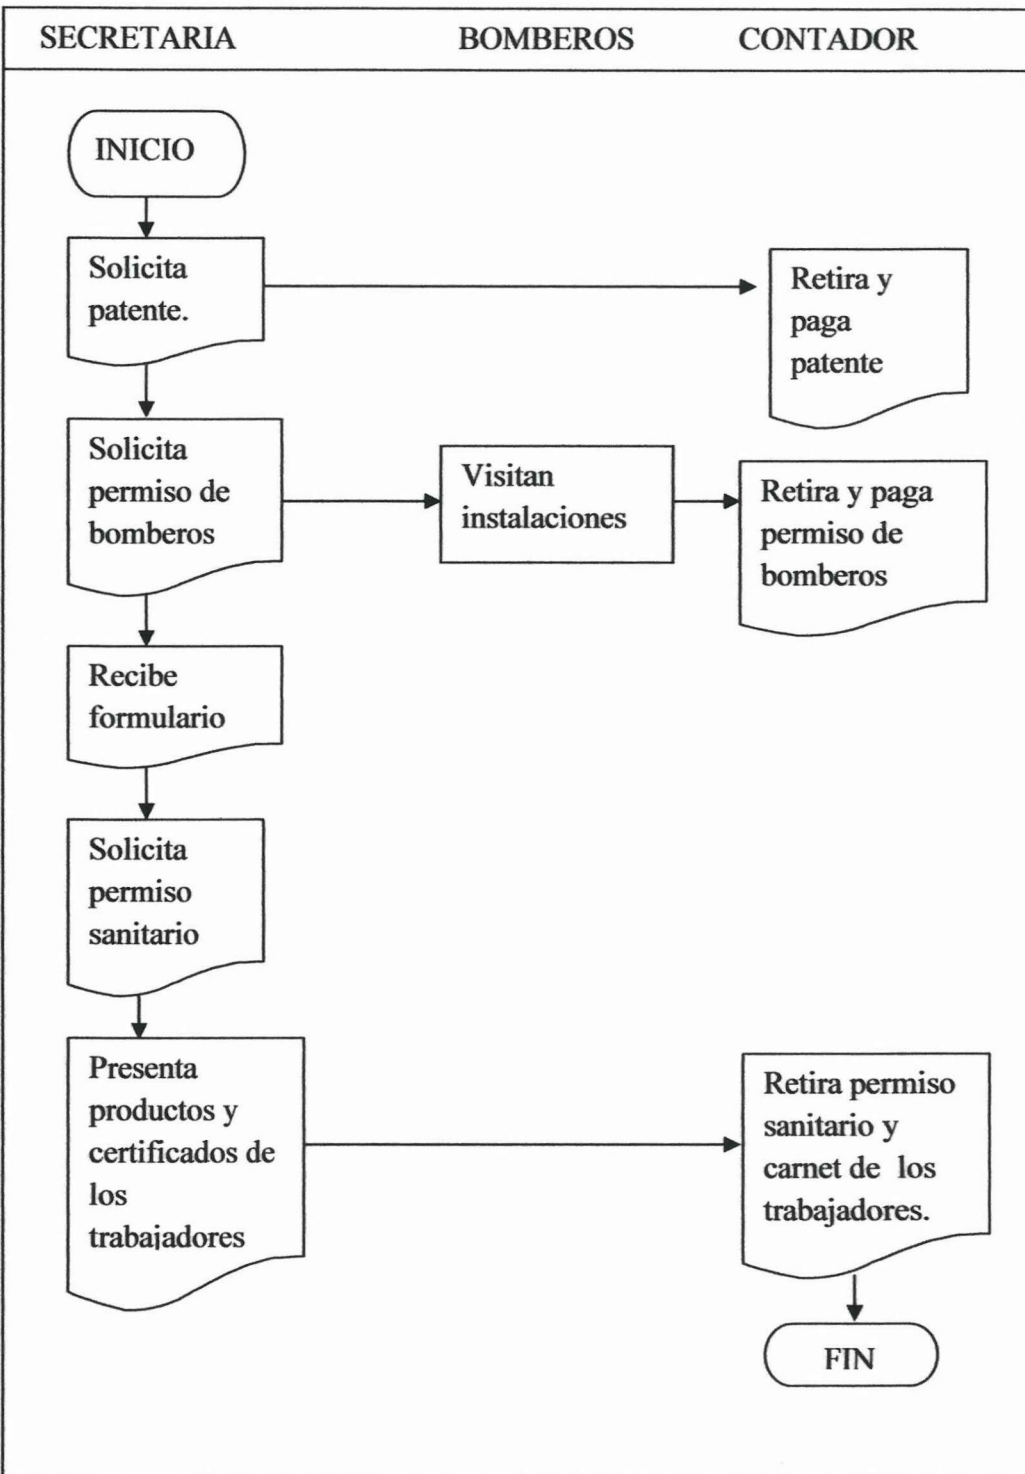 SECRETARIA BOMBEROS CONTADOR
INICIO
Solicita
patente.
Retira y
paga
patente
Solicita
permiso de
bomberos
Visitan
instalaciones
Retira y paga
permiso de
bomberos
Recibe
formulario
Solicita
permiso
sanitario
Presenta
productos y
certificados de
los
trabajadores
Retira permiso
sanitario y
carnet de los
trabajadores.
FIN